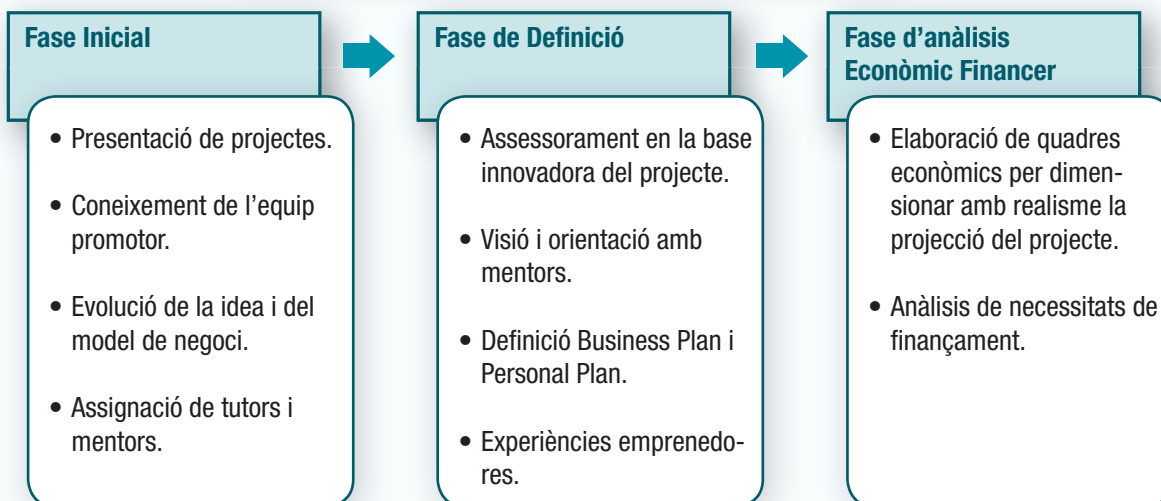 Fase Inicial
• Presentació de projectes.
• Coneixement de l'equip
promotor.
• Evolució de la idea i del
model de negoci.
• Assignació de tutors i
mentors.
Fase de Definició
• Assessorament en la base
innovadora del projecte.
• Visió i orientació amb
mentors.
• Definició Business Plan i
Personal Plan.
• Experiències emprenedo-
res.
Fase d'anàlisis
Econòmic Financer
• Elaboració de quadres
econòmics per dimen-
sionar amb realisme la
projecció del projecte.
• Anàlisis de necessitats de
finançament.